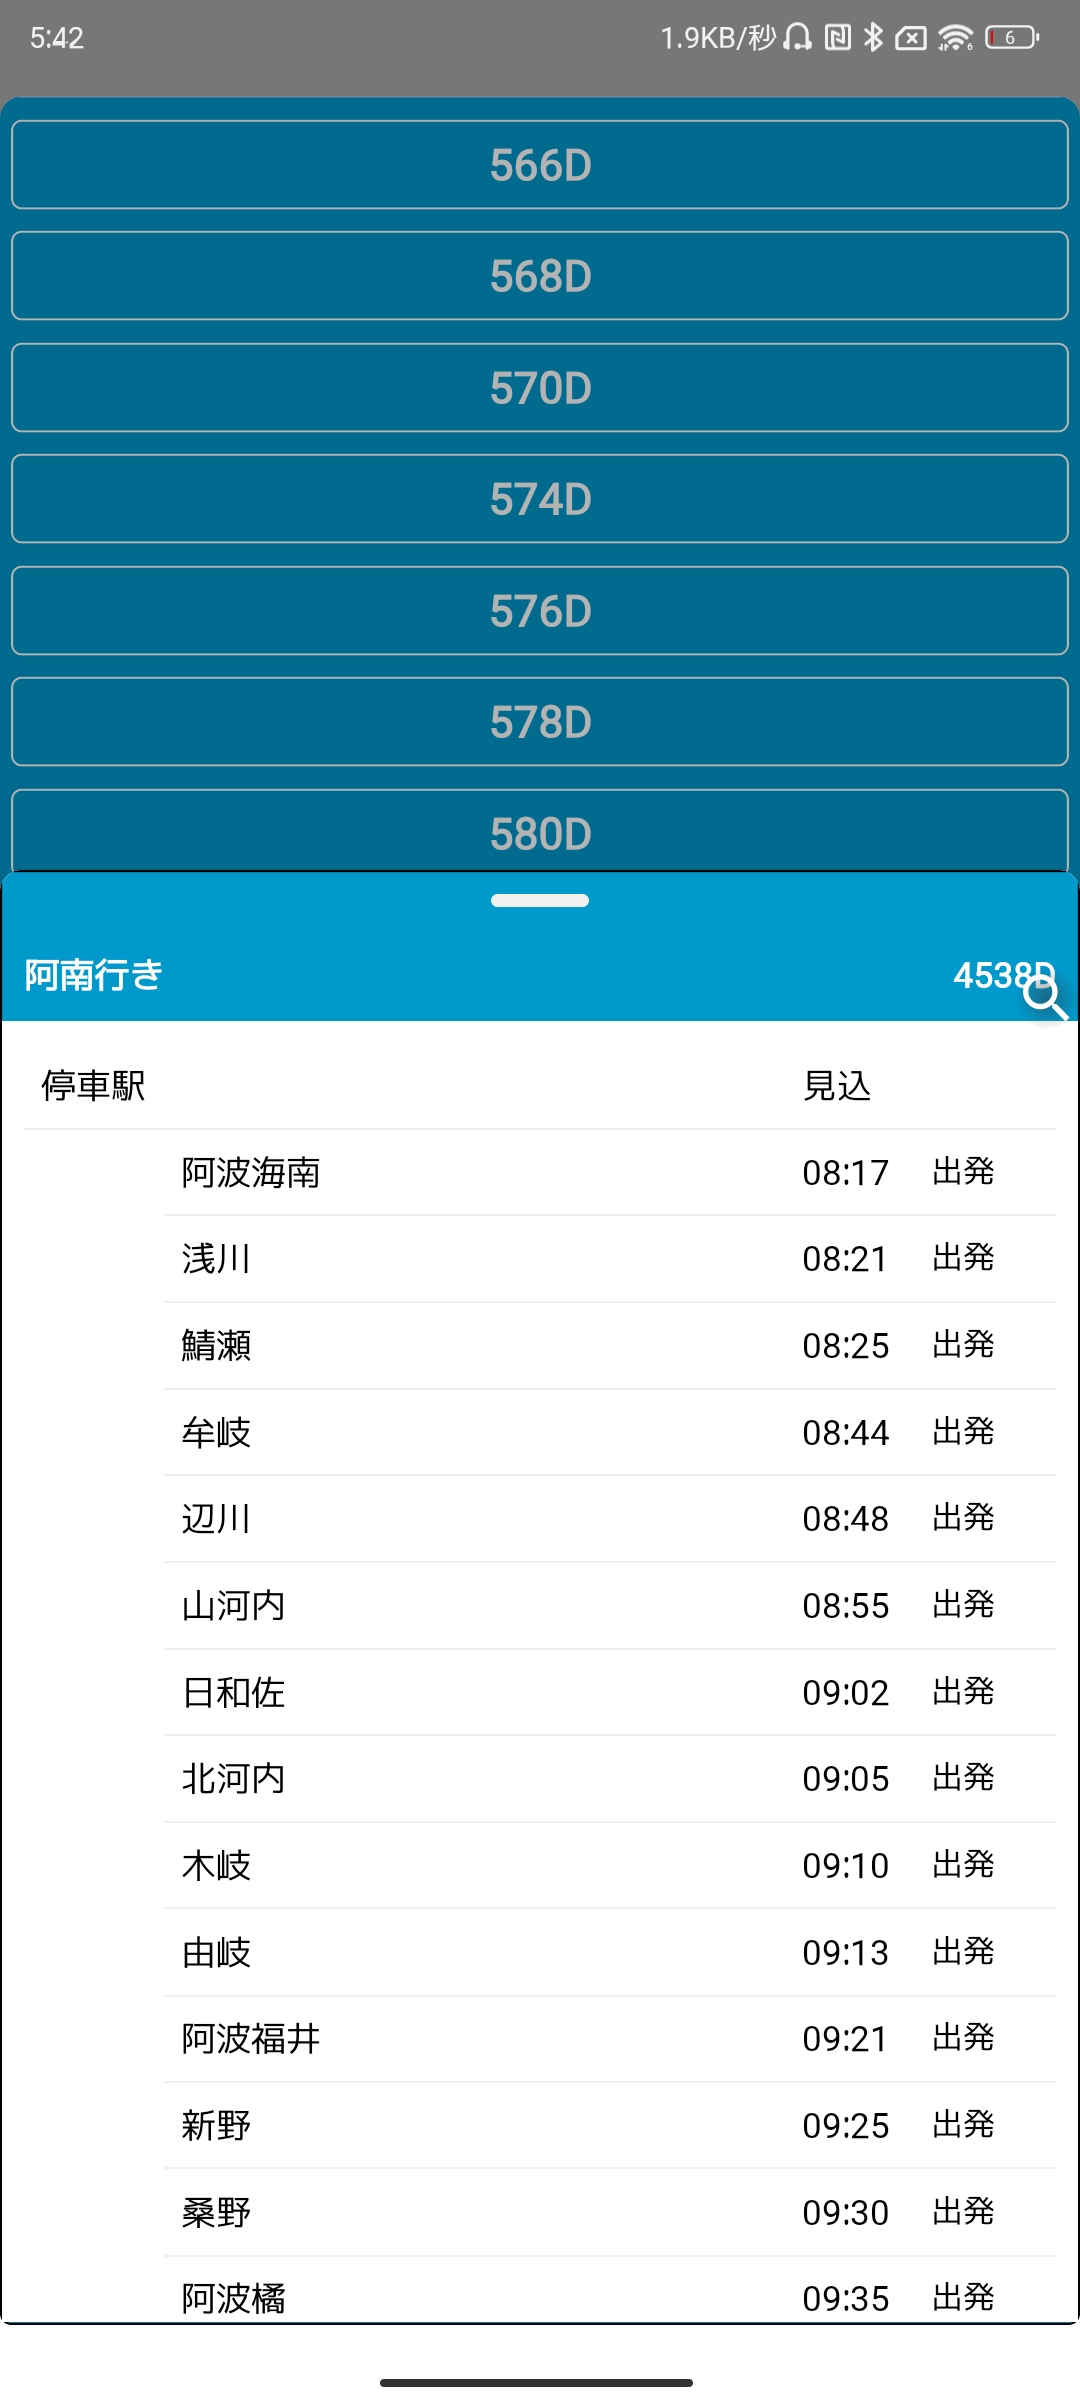 5:42 1.9KB/秒 6 6
566D
568D
570D
574D
576D
578D
580D
阿南行き 4538D
停車駅 見込
阿波海南 08:17 出発
浅川 08:21 出発
鯖瀬 08:25 出発
牟岐 08:44 出発
辺川 08:48 出発
山河内 08:55 出発
日和佐 09:02 出発
北河内 09:05 出発
木岐 09:10 出発
由岐 09:13 出発
阿波福井 09:21 出発
新野 09:25 出発
桑野 09:30 出発
阿波橘 09:35 出発